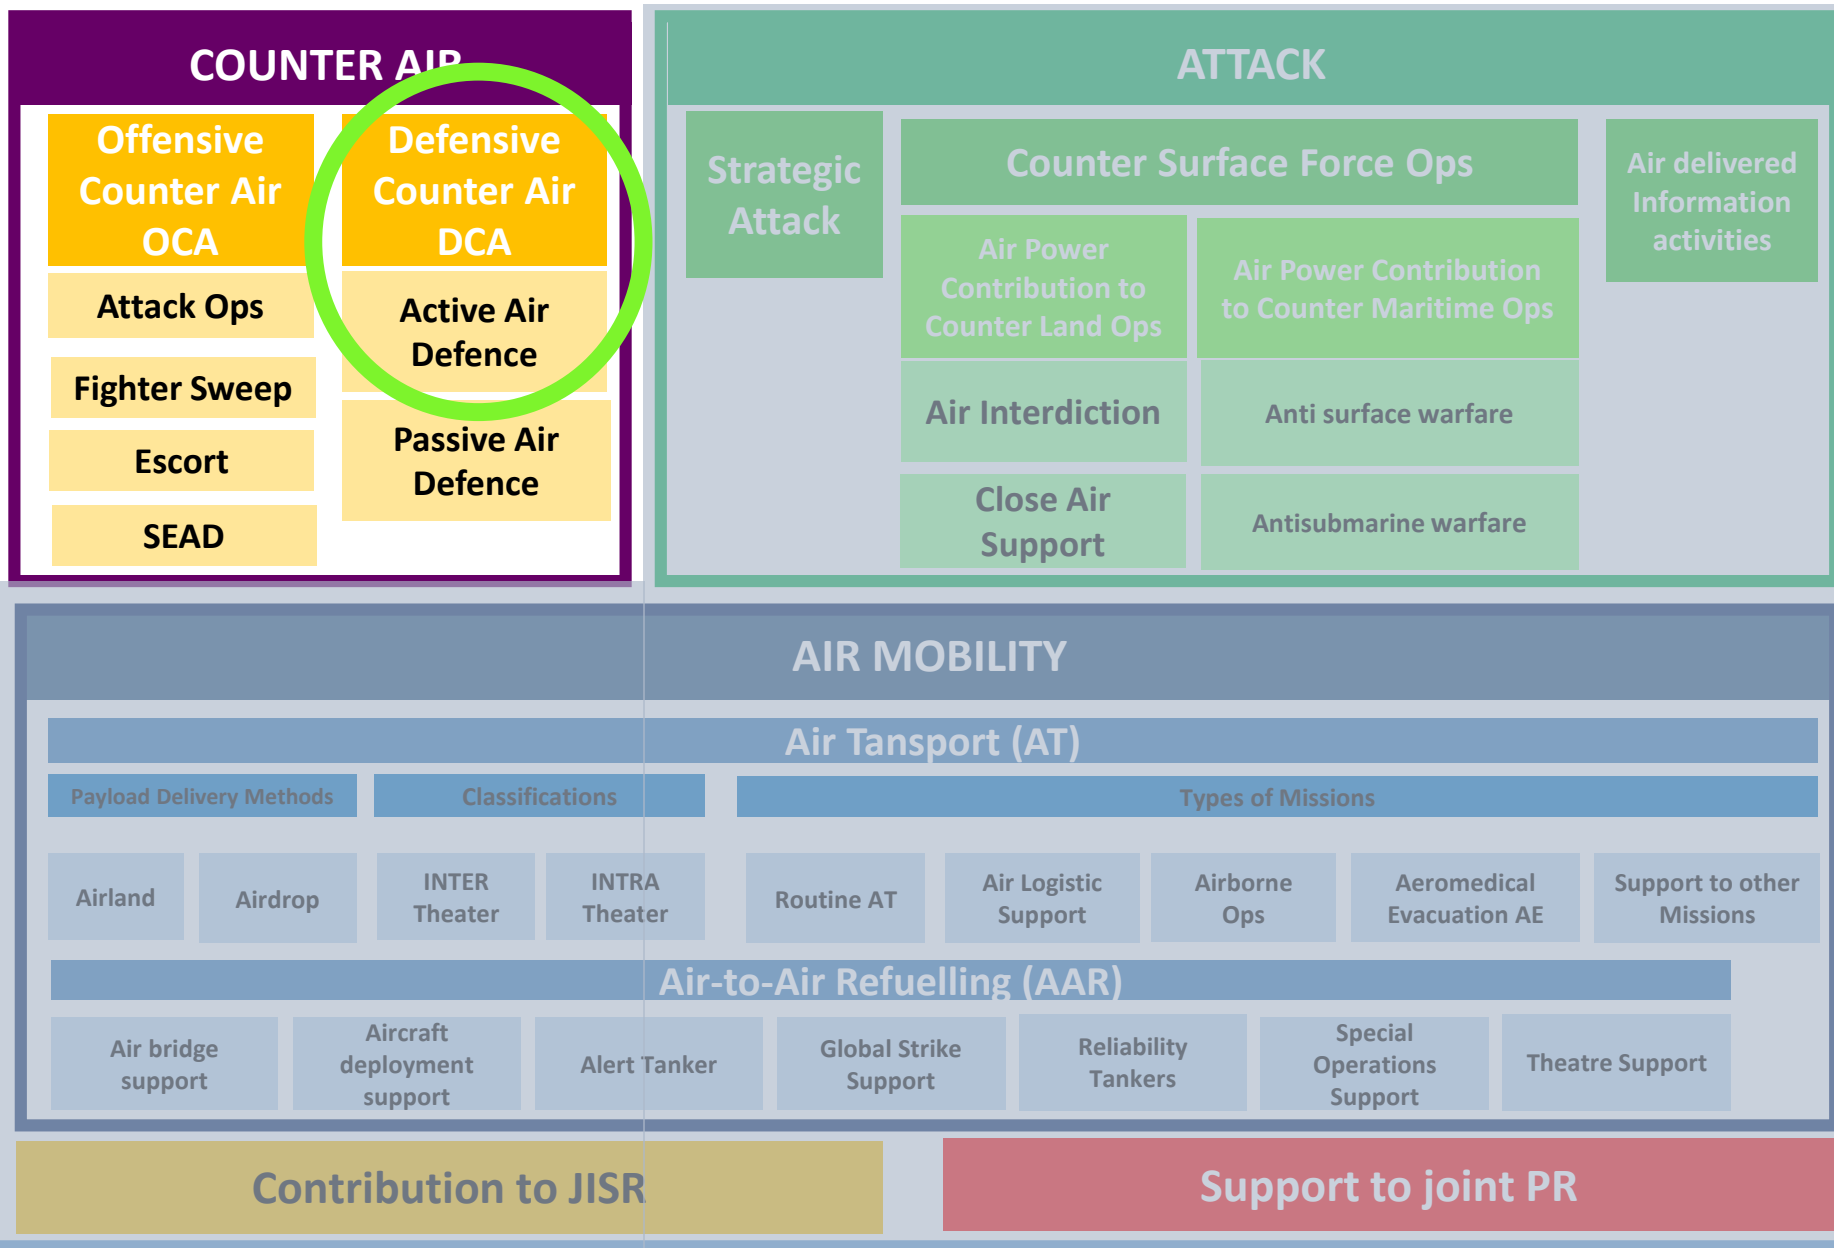 COUNTER AIR
Offensive
Counter Air
OCA
Attack Ops
Fighter Sweep
Escort
SEAD
Defensive
Counter Air
DCA
Active Air
Defence
Passive Air
Defence
ATTACK
Strategic
Attack
Counter Surface Force Ops
Air Power
Contribution to
Counter Land Ops
Air Interdiction
Close Air
Support
Air Power Contribution
to Counter Maritime Ops
Anti surface warfare
Antisubmarine warfare
Air delivered
Information
activities
AIR MOBILITY
Air Tansport (AT)
Payload Delivery Methods
Classifications
Types of Missions
Airland
Airdrop
INTER
Theater
INTRA
Theater
Routine AT
Air Logistic
Support
Airborne
Ops
Aeromedical
Evacuation AE
Support to other
Missions
Air-to-Air Refuelling (AAR)
Air bridge
support
Aircraft
deployment
support
Alert Tanker
Global Strike
Support
Reliability
Tankers
Special
Operations
Support
Theatre Support
Contribution to JISR
Support to joint PR